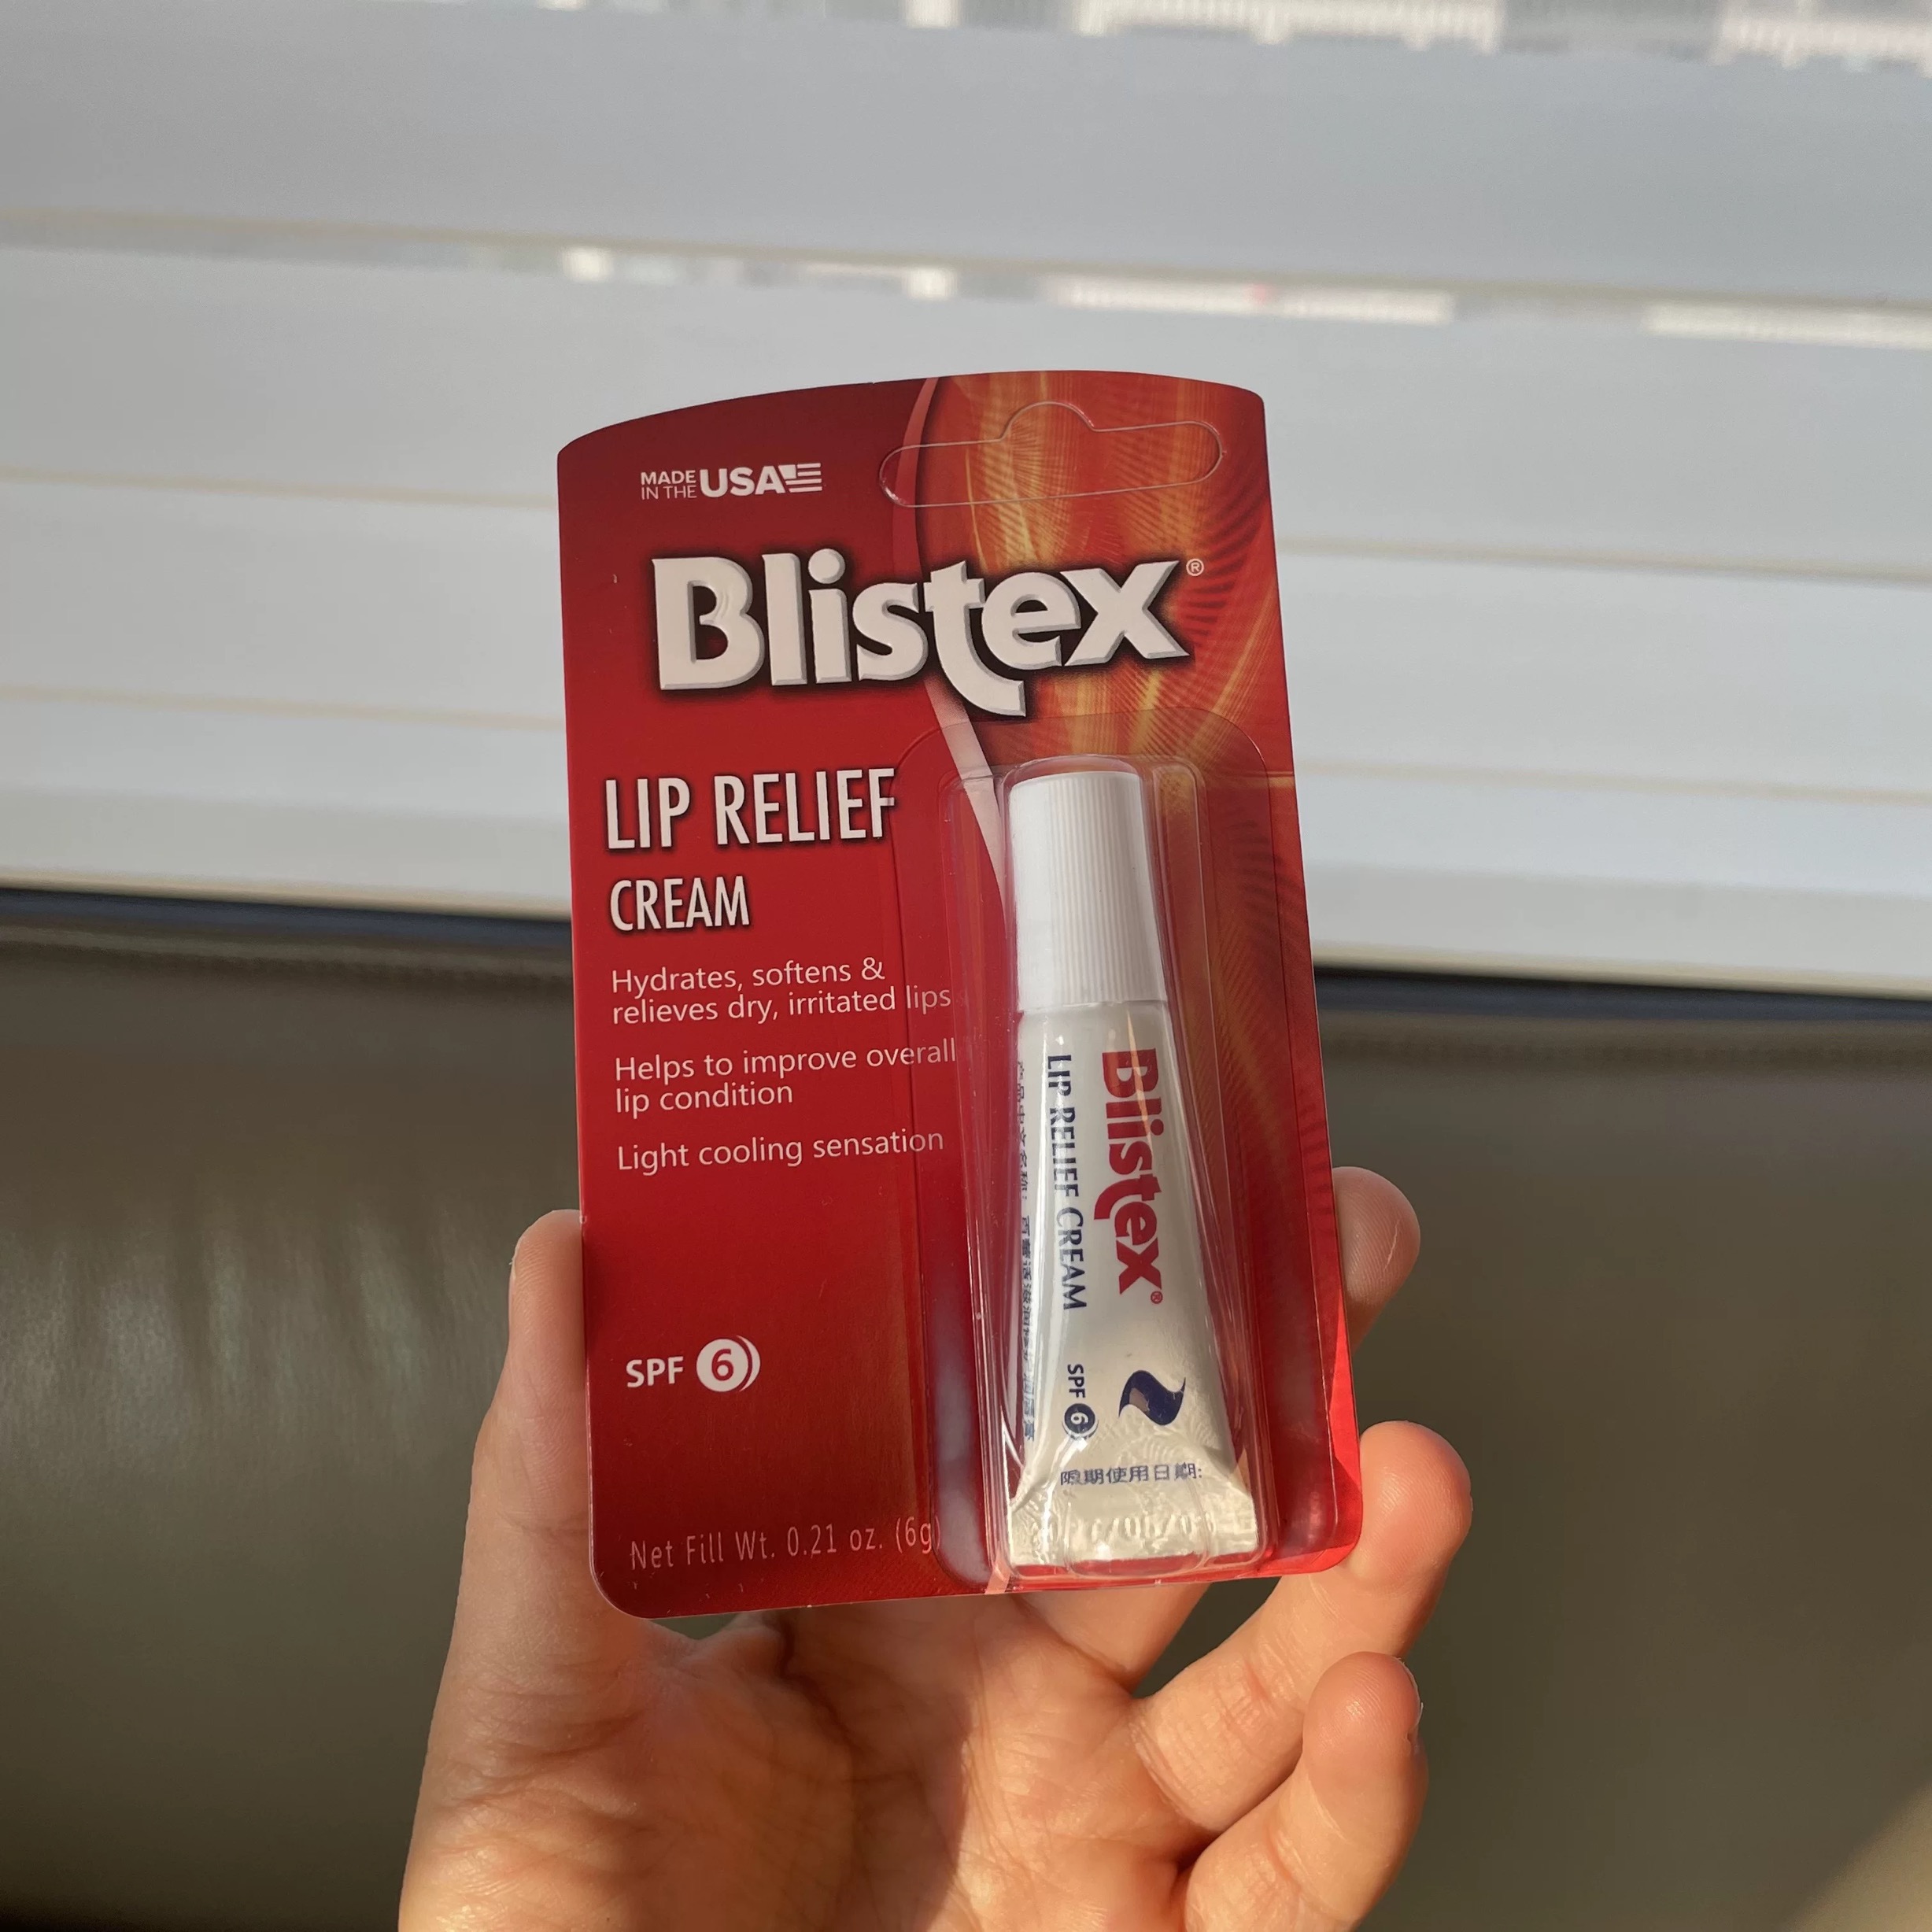 MADE
IN THE
USA
Blistex®
LIP RELIEF
CREAM
Hydrates, softens &
relieves dry, irritated lips
Helps to improve overall
lip condition
Light cooling sensation
SPF 6
Net Fill Wt. 0.21 oz. (6g)
Blistex®
LIP RELIEF CREAM
SPF 6
限期使用日期: